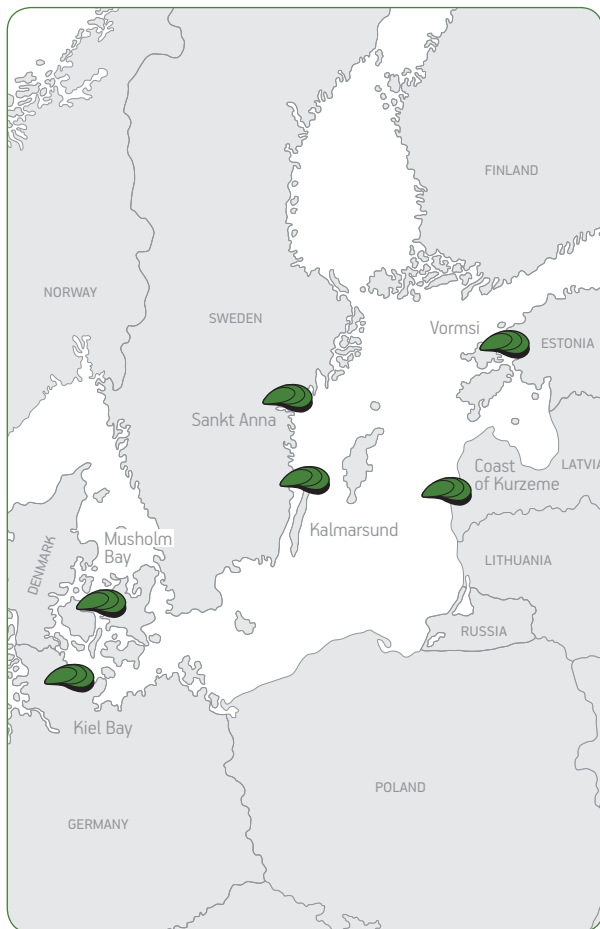 FINLAND
NORWAY
SWEDEN
Vormsi
ESTONIA
Sankt Anna
Coast
of Kurzeme
LATVIA
Kalmarsund
Musholm
Bay
DENMARK
LITHUANIA
RUSSIA
Kiel Bay
POLAND
GERMANY